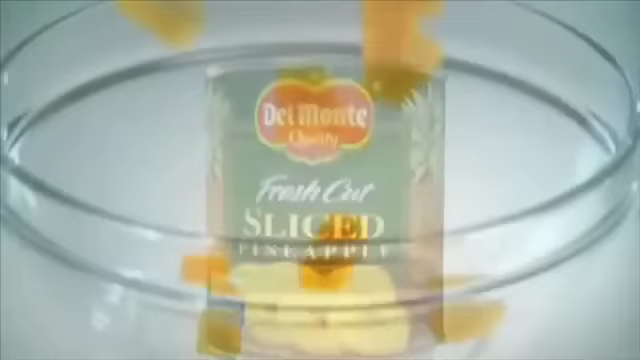 Del Monte
Quality
Fresh Cut
SLICED
PINEAPPLE